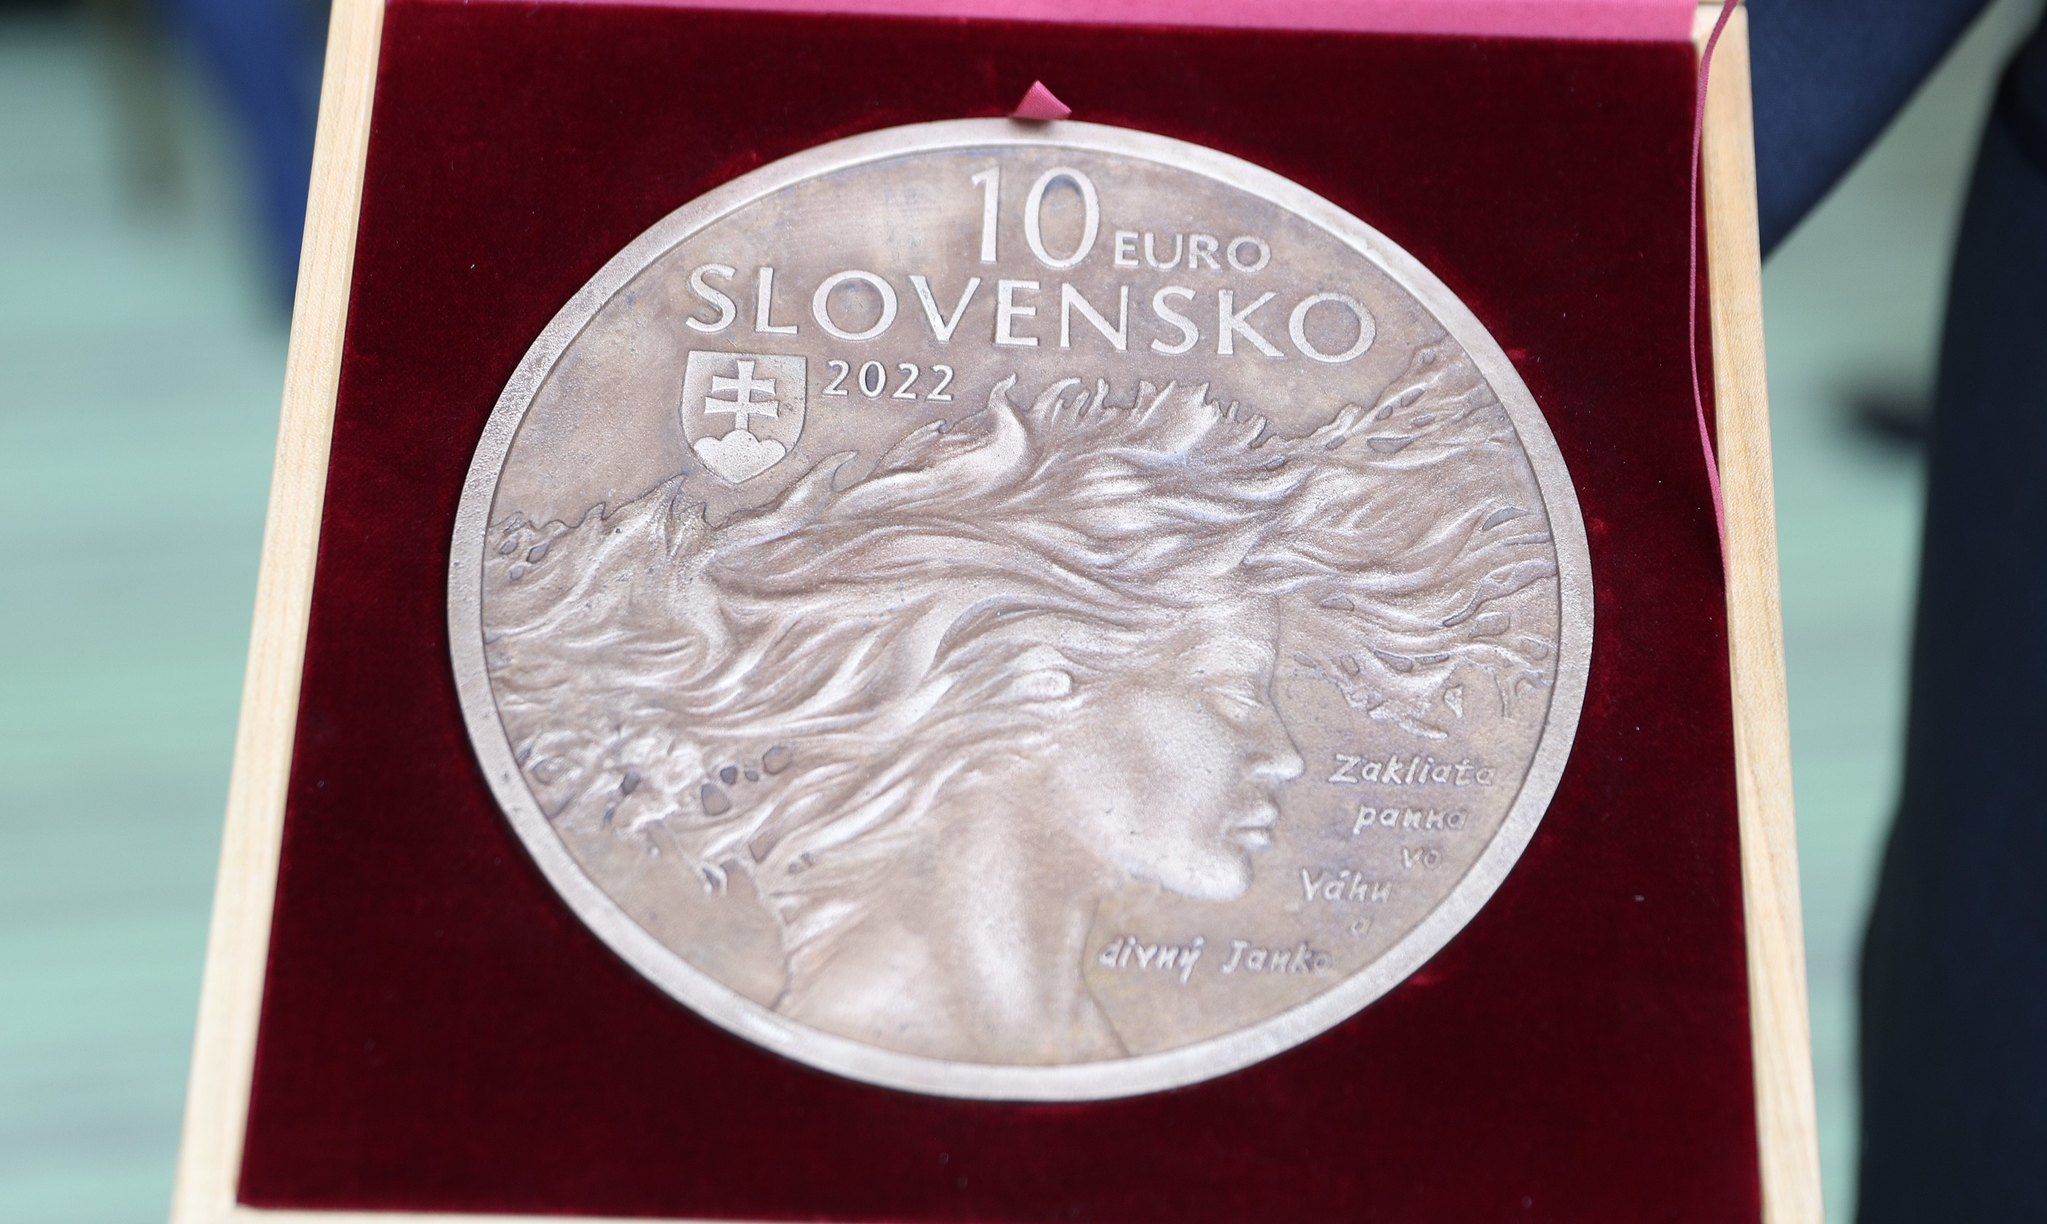 10 EURO
SLOVENSKO
2022
Zakliata
panna
vo
Váhu
a
divný Janko